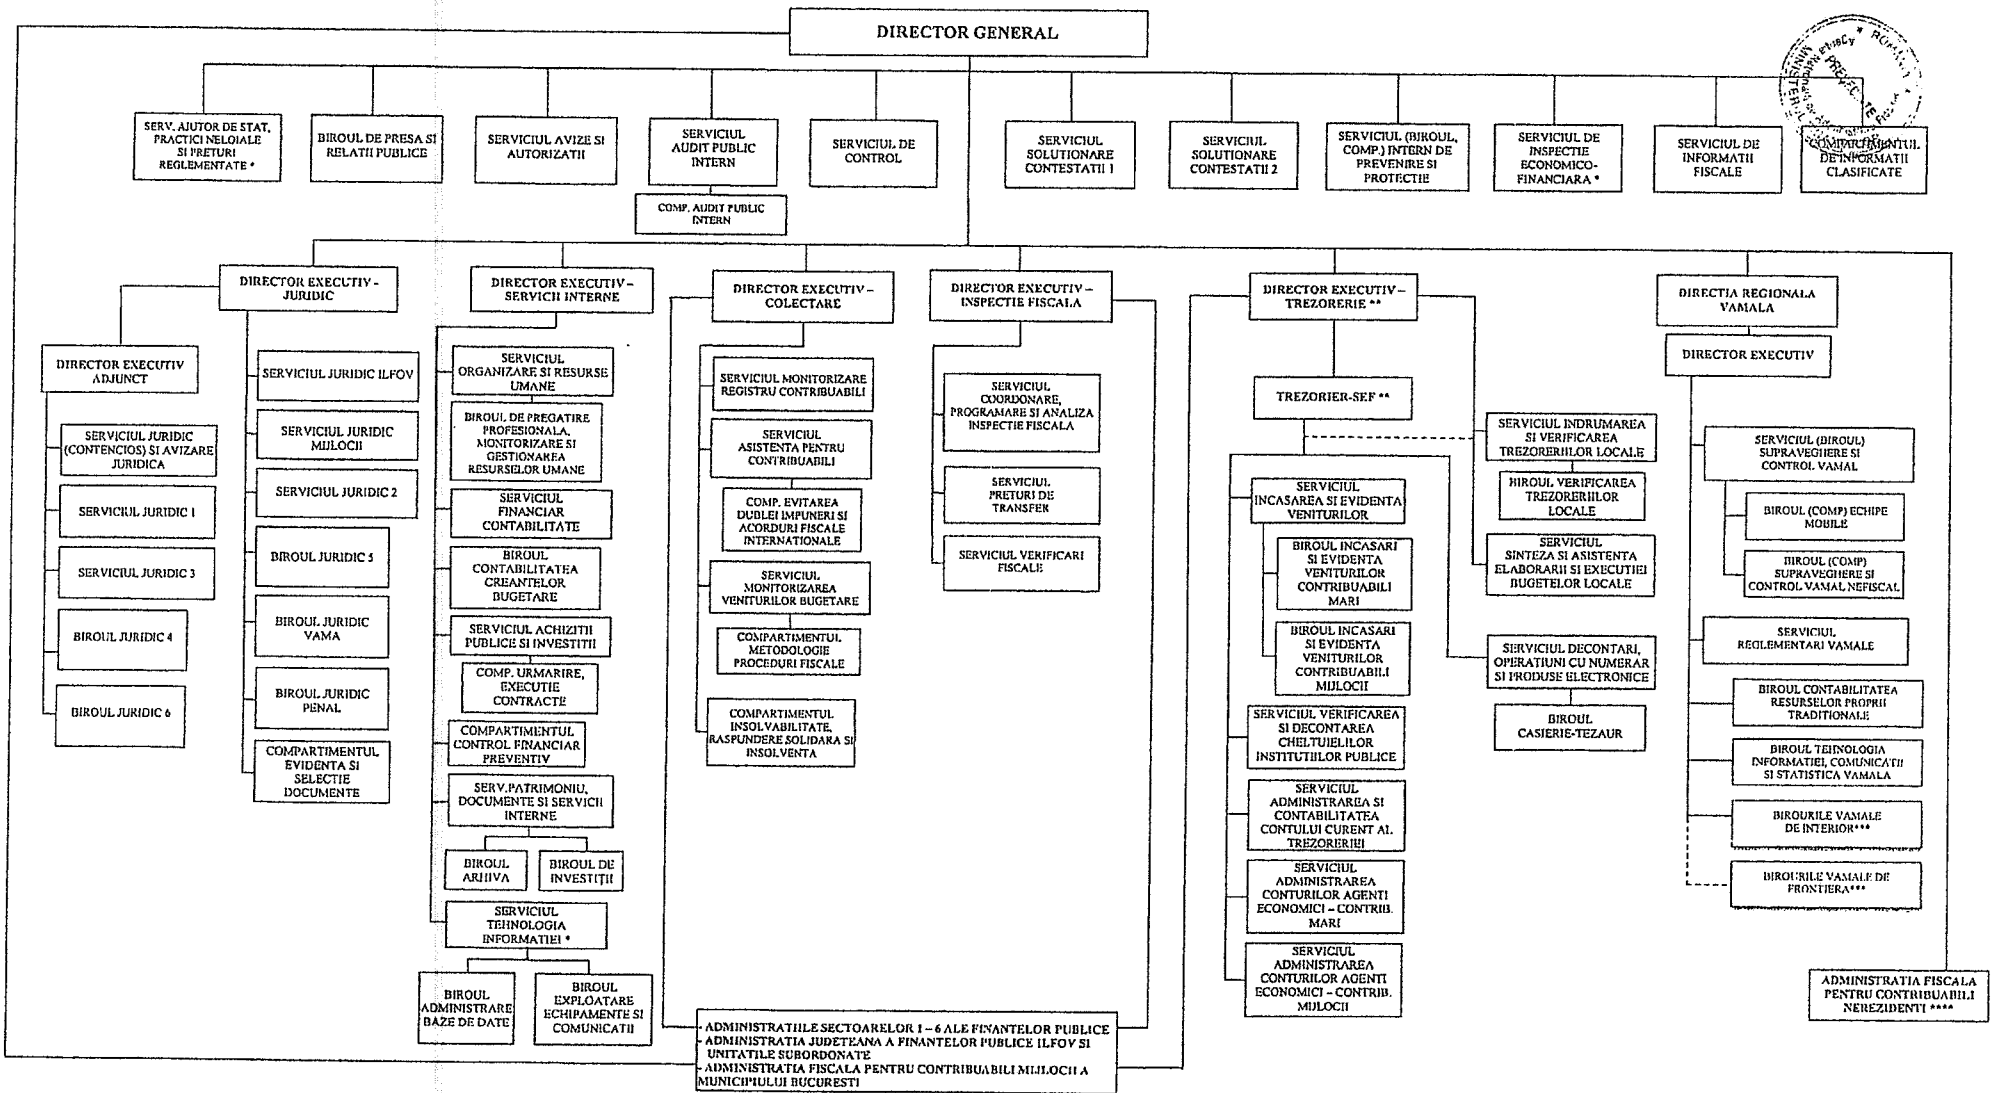 DIRECTOR GENERAL
SERV. AJUTOR DE STAT,
PRACTICI NELOIALE
SI PRETURI
REGLEMENTATE *
BIROUL DE PRESA SI
RELATII PUBLICE
SERVICIUL AVIZE SI
AUTORIZATII
SERVICIUL
AUDIT PUBLIC
INTERN
COMP. AUDIT PUBLIC
INTERN
SERVICIUL DE
CONTROL
SERVICIUL
SOLUTIONARE
CONTESTATII 1
SERVICIUL
SOLUTIONARE
CONTESTATII 2
SERVICIUL (BIROUL,
COMP.) INTERN DE
PREVENIRE SI
PROTECTIE
SERVICIUL DE
INSPECTIE
ECONOMICO-
FINANCIARA *
SERVICIUL DE
INFORMATII
FISCALE
COMPARTIMENTUL
DE INFORMATII
CLASIFICATE
DIRECTOR EXECUTIV -
JURIDIC
DIRECTOR EXECUTIV
ADJUNCT
SERVICIUL JURIDIC
(CONTENCIOS) SI AVIZARE
JURIDICA
SERVICIUL JURIDIC 1
SERVICIUL JURIDIC 3
BIROUL JURIDIC 4
BIROUL JURIDIC 6
SERVICIUL JURIDIC ILFOV
SERVICIUL JURIDIC
MIJLOCII
SERVICIUL JURIDIC 2
BIROUL JURIDIC 5
BIROUL JURIDIC
VAMA
BIROUL JURIDIC
PENAL
COMPARTIMENTUL
EVIDENTA SI
SELECTIE
DOCUMENTE
DIRECTOR EXECUTIV–
SERVICII INTERNE
SERVICIUL
ORGANIZARE SI RESURSE
UMANE
BIROUL DE PREGATIRE
PROFESIONALA,
MONITORIZARE SI
GESTIONAREA
RESURSELOR UMANE
SERVICIUL
FINANCIAR
CONTABILITATE
BIROUL
CONTABILITATEA
CREANTELOR
BUGETARE
SERVICIUL ACHIZITII
PUBLICE SI INVESTITII
COMP. URMARIRE,
EXECUTIE
CONTRACTE
COMPARTIMENTUL
CONTROL FINANCIAR
PREVENTIV
SERV.PATRIMONIU,
DOCUMENTE SI SERVICII
INTERNE
BIROUL
ARHIVA
BIROUL DE
INVESTIȚII
SERVICIUL
TEHNOLOGIA
INFORMATIEI *
BIROUL
ADMINISTRARE
BAZE DE DATE
BIROUL
EXPLOATARE
ECHIPAMENTE SI
COMUNICATII
DIRECTOR EXECUTIV –
COLECTARE
SERVICIUL MONITORIZARE
REGISTRU CONTRIBUABILI
SERVICIUL
ASISTENTA PENTRU
CONTRIBUABILI
COMP. EVITAREA
DUBLEI IMPUNERI SI
ACORDURI FISCALE
INTERNATIONALE
SERVICIUL
MONITORIZAREA
VENITURILOR BUGETARE
COMPARTIMENTUL
METODOLOGIE
PROCEDURI FISCALE
COMPARTIMENTUL
INSOLVABILITATE,
RASPUNDERE SOLIDARA SI
INSOLVENTA
DIRECTOR EXECUTIV –
INSPECTIE FISCALA
SERVICIUL
COORDONARE,
PROGRAMARE SI ANALIZA
INSPECTIE FISCALA
SERVICIUL
PRETURI DE
TRANSFER
SERVICIUL VERIFICARI
FISCALE
DIRECTOR EXECUTIV–
TREZORERIE **
TREZORIER-SEF **
SERVICIUL
INCASAREA SI EVIDENTA
VENITURILOR
BIROUL INCASARI
SI EVIDENTA
VENITURILOR
CONTRIBUABILI
MARI
BIROUL INCASARI
SI EVIDENTA
VENITURILOR
CONTRIBUABILI
MIJLOCII
SERVICIUL VERIFICAREA
SI DECONTAREA
CHELTUIELILOR
INSTITUTIILOR PUBLICE
SERVICIUL
ADMINISTRAREA SI
CONTABILITATEA
CONTULUI CURENT AL
TREZORERIEI
SERVICIUL
ADMINISTRAREA
CONTURILOR AGENTI
ECONOMICI – CONTRIB.
MARI
SERVICIUL
ADMINISTRAREA
CONTURILOR AGENTI
ECONOMICI – CONTRIB.
MIJLOCII
SERVICIUL INDRUMAREA
SI VERIFICAREA
TREZORERIILOR LOCALE
BIROUL VERIFICAREA
TREZORERIILOR
LOCALE
SERVICIUL
SINTEZA SI ASISTENTA
ELABORARII SI EXECUTIEI
BUGETELOR LOCALE
SERVICIUL DECONTARI,
OPERATIUNI CU NUMERAR
SI PRODUSE ELECTRONICE
BIROUL
CASIERIE-TEZAUR
DIRECTIA REGIONALA
VAMALA
DIRECTOR EXECUTIV
SERVICIUL (BIROUL)
SUPRAVEGHERE SI
CONTROL VAMAL
BIROUL (COMP) ECHIPE
MOBILE
BIROUL (COMP)
SUPRAVEGHERE SI
CONTROL VAMAL NEFISCAL
SERVICIUL
REGLEMENTARI VAMALE
BIROUL CONTABILITATEA
RESURSELOR PROPRII
TRADITIONALE
BIROUL TEHNOLOGIA
INFORMATIEI, COMUNICATII
SI STATISTICA VAMALA
BIROURILE VAMALE
DE INTERIOR***
BIROURILE VAMALE DE
FRONTIERA***
ADMINISTRATIA FISCALA
PENTRU CONTRIBUABILI
NEREZIDENTI ****
- ADMINISTRATIILE SECTOARELOR 1 – 6 ALE FINANTELOR PUBLICE
- ADMINISTRATIA JUDETEANA A FINANTELOR PUBLICE ILFOV SI
UNITATILE SUBORDONATE
- ADMINISTRATIA FISCALA PENTRU CONTRIBUABILI MIJLOCII A
MUNICIPIULUI BUCURESTI